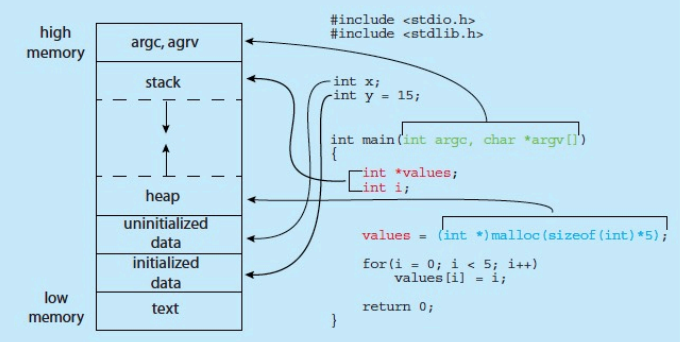 high
memory
argc, agrv
stack
heap
uninitialized
data
initialized
data
text
low
memory
#include <stdio.h>
#include <stdlib.h>
int x;
int y = 15;
int main(int argc, char *argv[])
{
int *values;
int i;
values = (int *)malloc(sizeof(int)*5);
for(i = 0; i < 5; i++)
values[i] = i;
return 0;
}